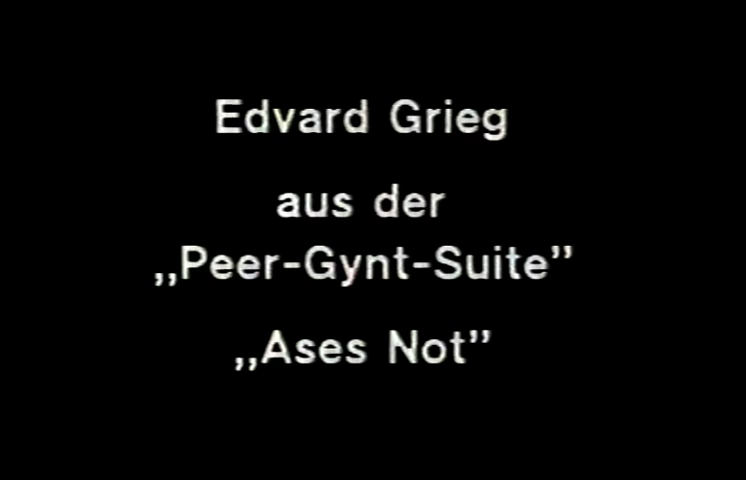 Edvard Grieg
aus der
„Peer-Gynt-Suite”
„Ases Not”